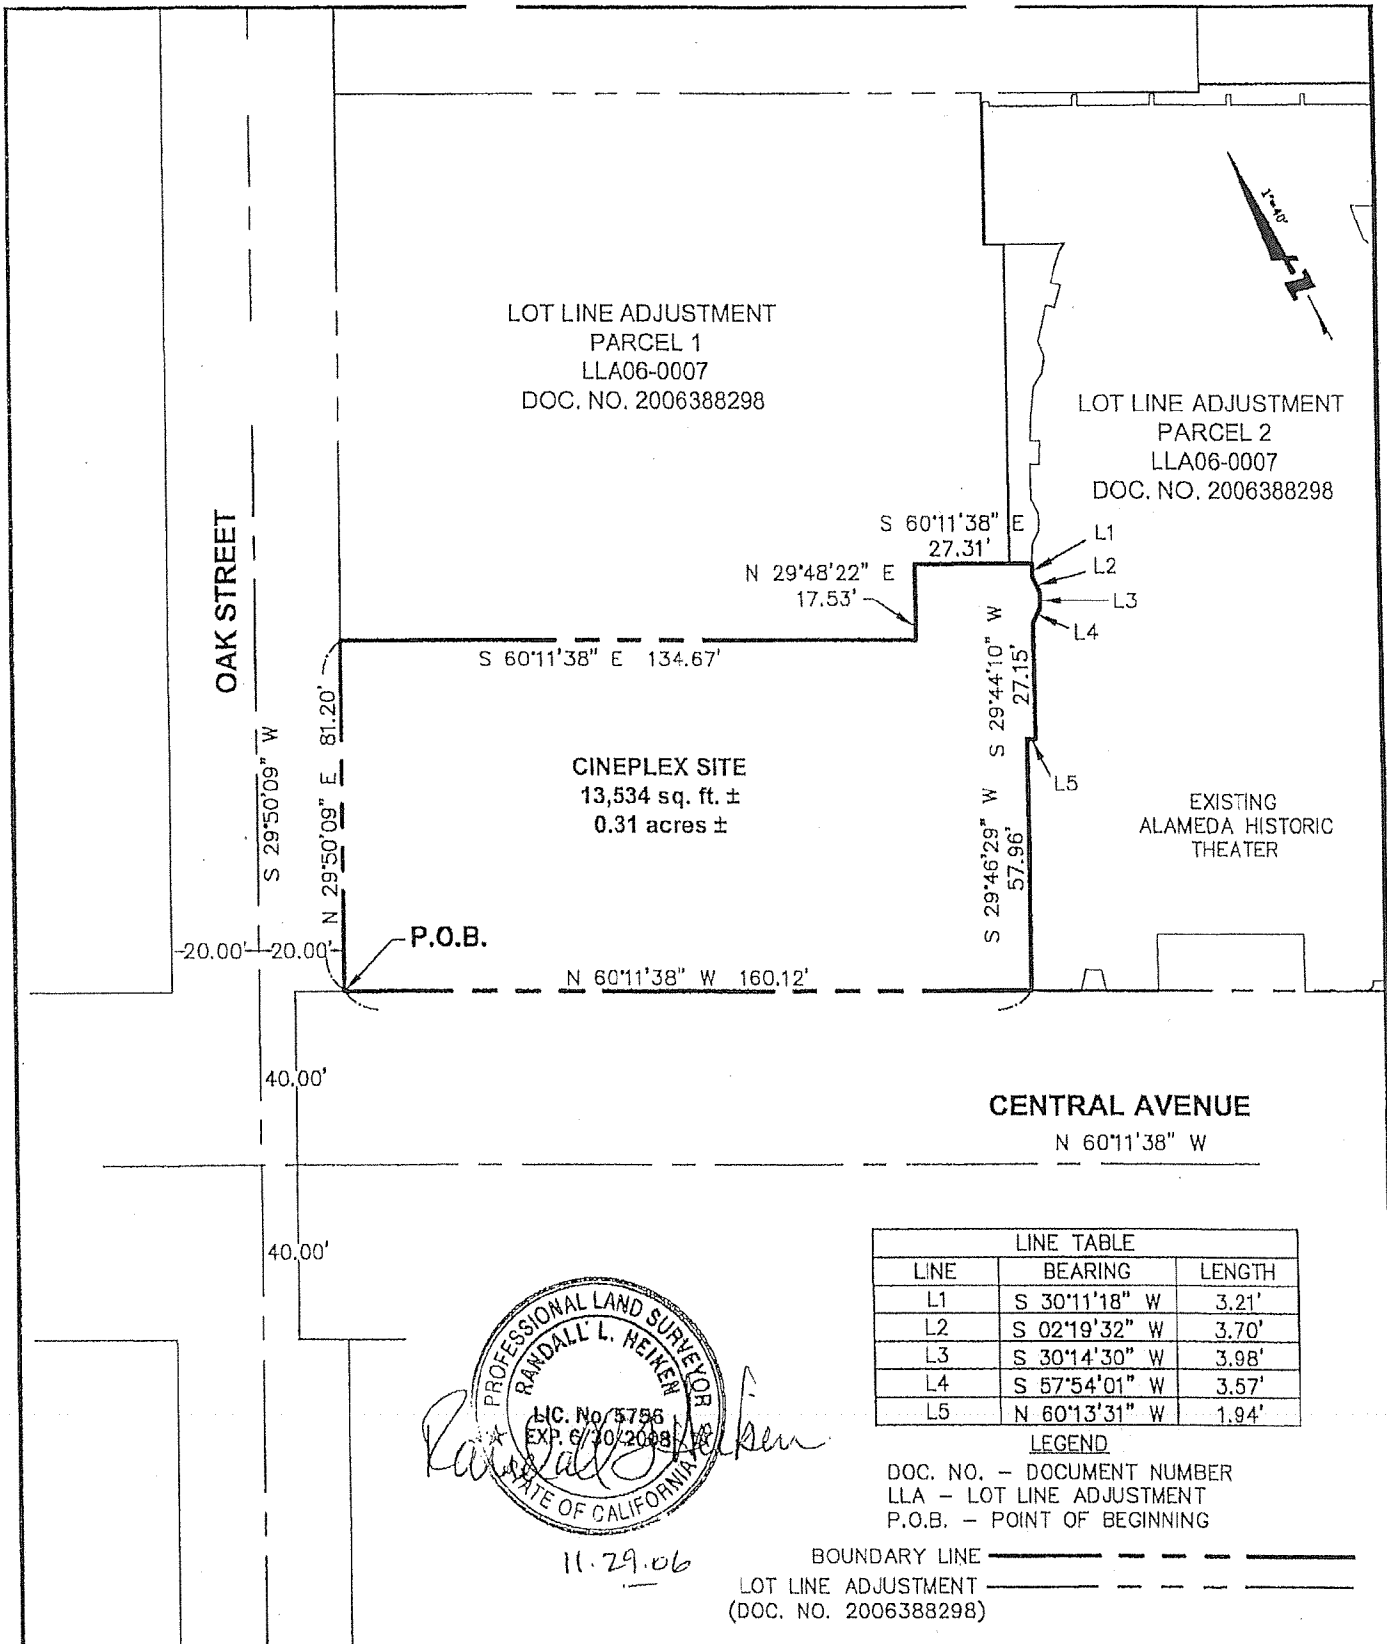 1"=40'
LOT LINE ADJUSTMENT
PARCEL 1
LLA06-0007
DOC. NO. 2006388298
LOT LINE ADJUSTMENT
PARCEL 2
LLA06-0007
DOC. NO. 2006388298
OAK STREET
S 29°50'09" W
S 60°11'38" E
27.31'
N 29°48'22" E
17.53'
L1
L2
L3
L4
S 60°11'38" E 134.67'
N 29°50'09" E 81.20'
S 29°44'10" W
27.15'
CINEPLEX SITE
13,534 sq. ft. ±
0.31 acres ±
L5
S 29°46'29" W
57.96'
EXISTING
ALAMEDA HISTORIC
THEATER
20.00' 20.00'
P.O.B.
N 60°11'38" W 160.12'
40.00'
CENTRAL AVENUE
N 60°11'38" W
40.00'
LINE TABLE
LINE BEARING LENGTH
L1 S 30°11'18" W 3.21'
L2 S 02°19'32" W 3.70'
L3 S 30°14'30" W 3.98'
L4 S 57°54'01" W 3.57'
L5 N 60°13'31" W 1.94'
PROFESSIONAL LAND SURVEYOR
RANDALL L. HEIKEN
LIC. No. 5756
EXP. 6/30/2008
STATE OF CALIFORNIA
11.29.06
LEGEND
DOC. NO. – DOCUMENT NUMBER
LLA – LOT LINE ADJUSTMENT
P.O.B. – POINT OF BEGINNING
BOUNDARY LINE
LOT LINE ADJUSTMENT
(DOC. NO. 2006388298)